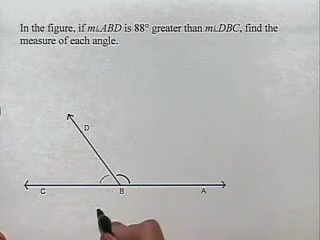 In the figure, if m∟ABD is 88° greater than m∟DBC, find the
measure of each angle.
D
C B A